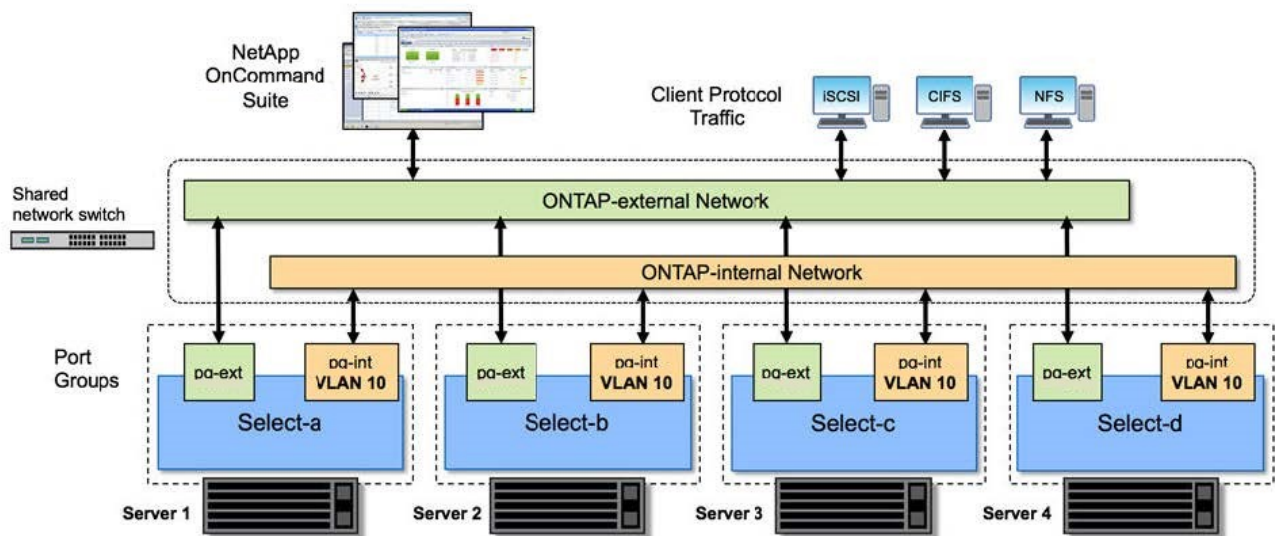 NetApp
OnCommand
Suite
Client Protocol
Traffic
iSCSI
CIFS
NFS
Shared
network switch
ONTAP-external Network
ONTAP-internal Network
Port
Groups
pg-ext
pg-int
VLAN 10
Select-a
pg-ext
pg-int
VLAN 10
Select-b
pg-ext
pg-int
VLAN 10
Select-c
pg-ext
pg-int
VLAN 10
Select-d
Server 1
Server 2
Server 3
Server 4